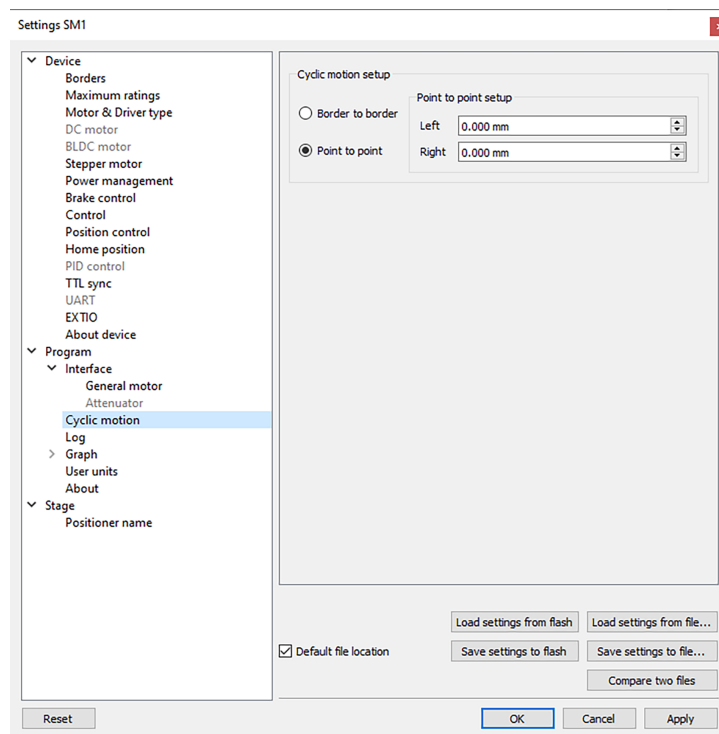 Settings SM1
Device
Borders
Maximum ratings
Motor & Driver type
DC motor
BLDC motor
Stepper motor
Power management
Brake control
Control
Position control
Home position
PID control
TTL sync
UART
EXTIO
About device
Program
Interface
General motor
Attenuator
Cyclic motion
Log
Graph
User units
About
Stage
Positioner name
Cyclic motion setup
Border to border
Point to point
Point to point setup
Left 0.000 mm
Right 0.000 mm
Load settings from flash Load settings from file...
Default file location Save settings to flash Save settings to file...
Compare two files
Reset OK Cancel Apply